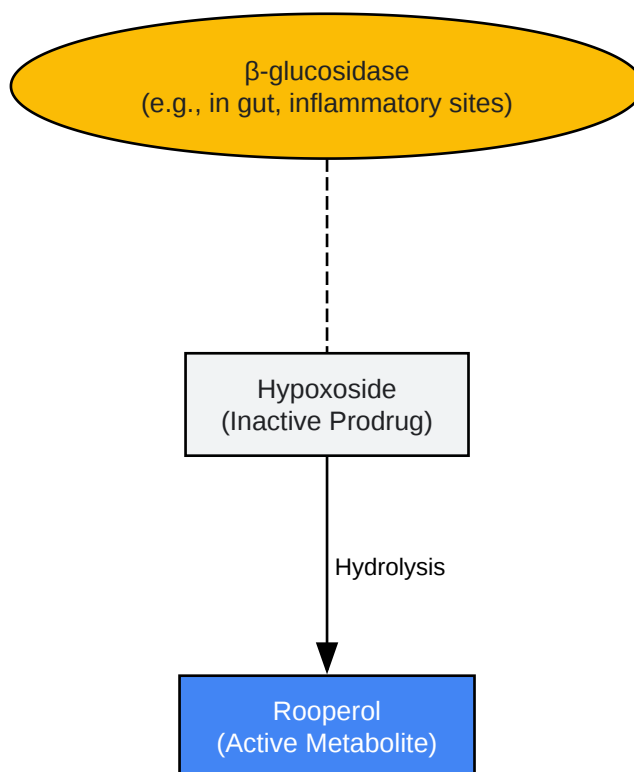 β-glucosidase
(e.g., in gut, inflammatory sites)
Hypoxoside
(Inactive Prodrug)
Hydrolysis
Rooperol
(Active Metabolite)